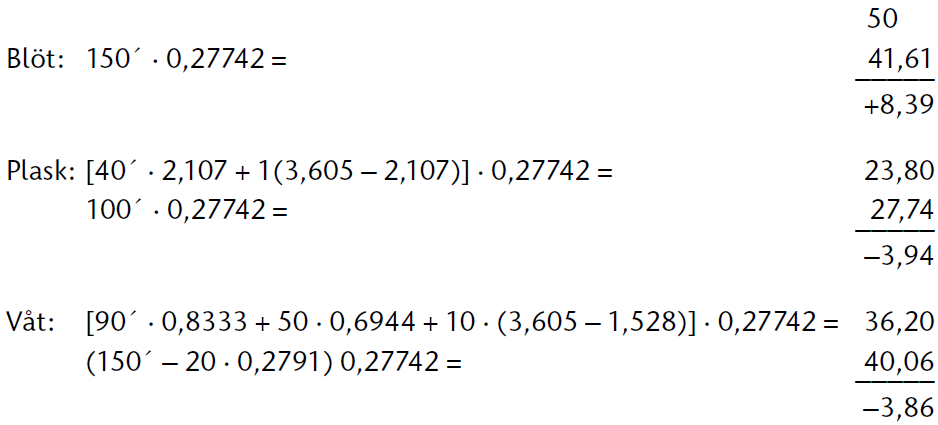 50
Blöt: 150´ · 0,27742 = 41,61
+8,39
Plask: [40´ · 2,107 + 1(3,605 – 2,107)] · 0,27742 = 23,80
100´ · 0,27742 = 27,74
–3,94
Våt: [90´ · 0,8333 + 50 · 0,6944 + 10 · (3,605 – 1,528)] · 0,27742 = 36,20
(150´ – 20 · 0,2791) 0,27742 = 40,06
–3,86